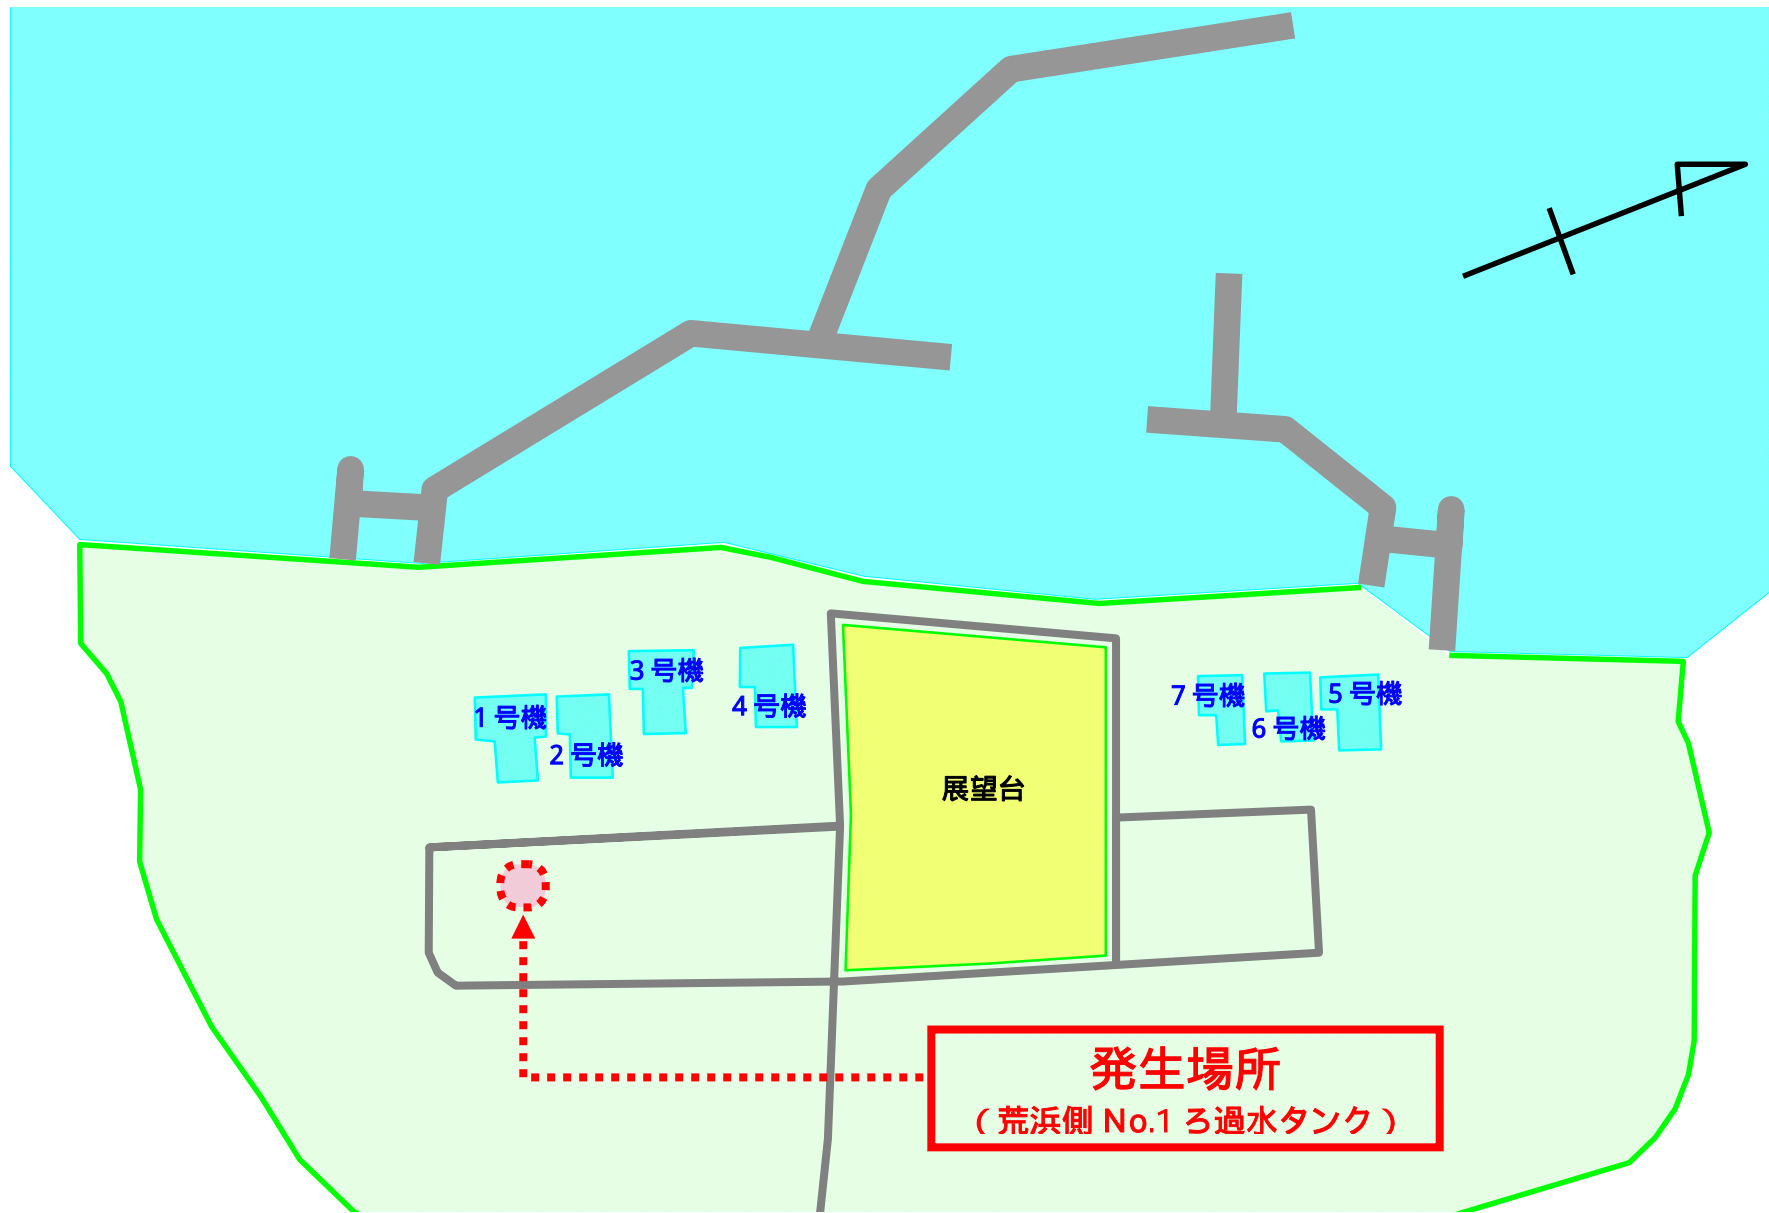 3 号機
4 号機
1 号機
2 号機
7 号機
6 号機
5 号機
展望台
発生場所
（ 荒浜側 No.1 ろ過水タンク ）